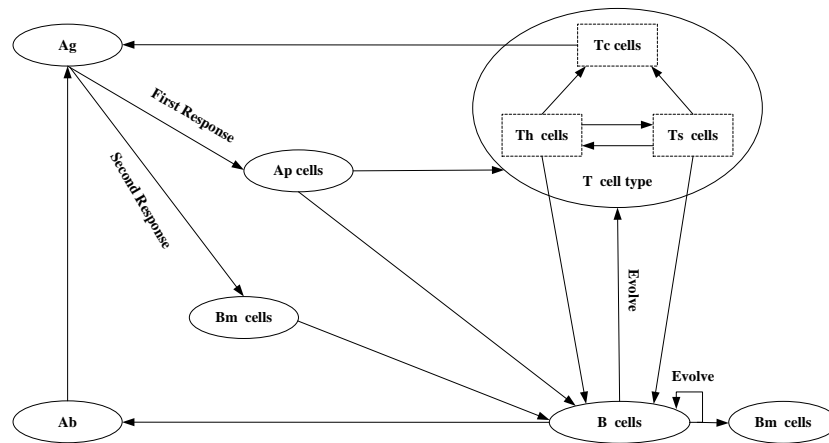 Ag
Tc cells
First Response
Th cells
Ts cells
Ap cells
T cell type
Second Response
Evolve
Bm cells
Evolve
Ab
B cells
Bm cells